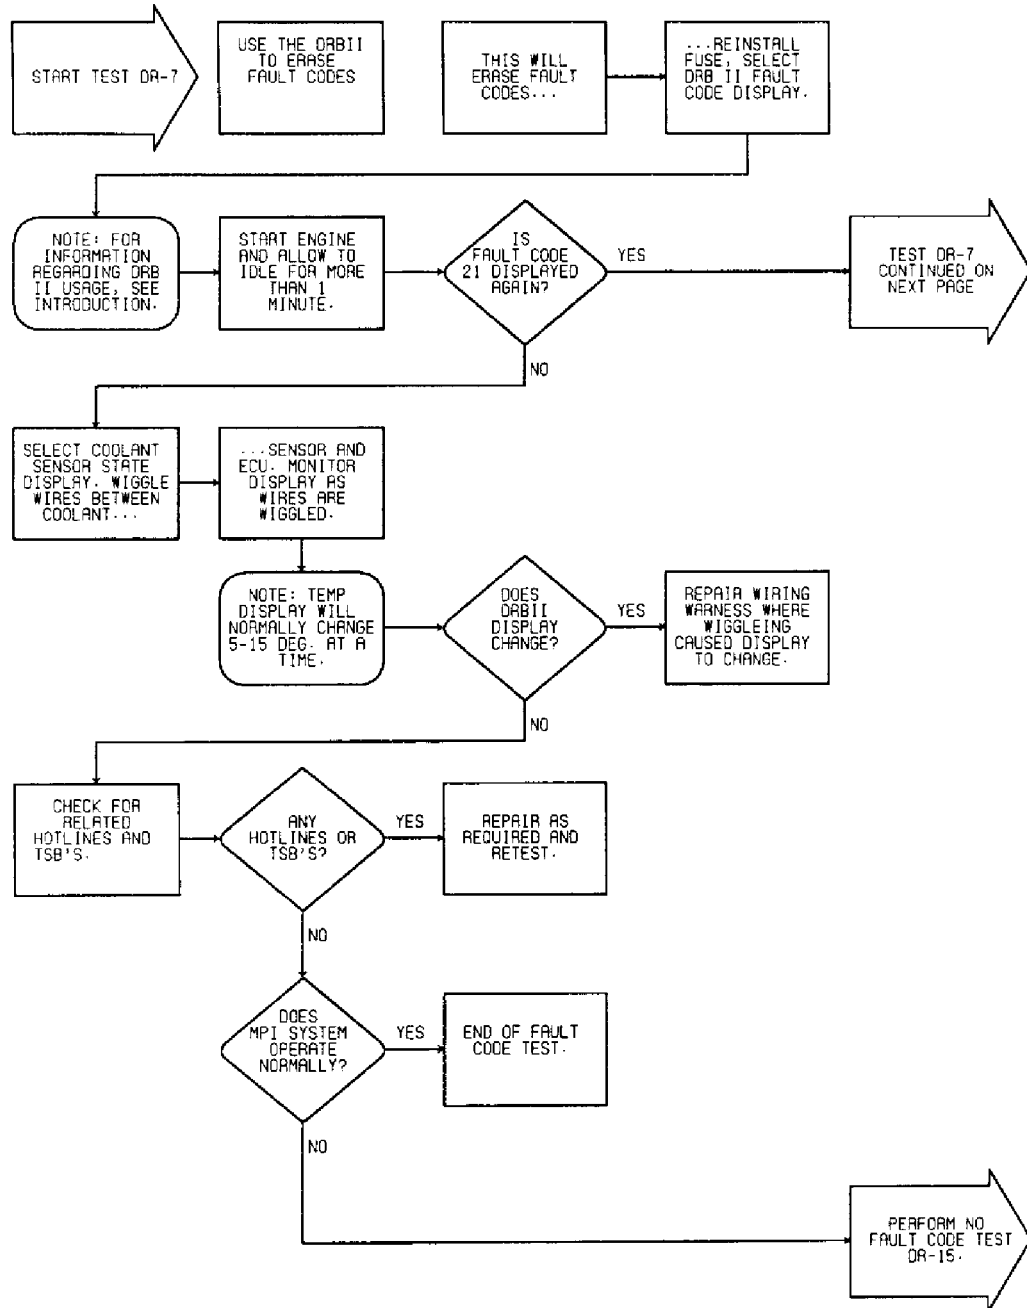 START TEST DR-7
USE THE DRBII
TO ERASE
FAULT CODES
THIS WILL
ERASE FAULT
CODES...
...REINSTALL
FUSE, SELECT
DRB II FAULT
CODE DISPLAY.
NOTE: FOR
INFORMATION
REGARDING DRB
II USAGE, SEE
INTRODUCTION.
START ENGINE
AND ALLOW TO
IDLE FOR MORE
THAN 1
MINUTE.
IS
FAULT CODE
21 DISPLAYED
AGAIN?
YES
TEST DR-7
CONTINUED ON
NEXT PAGE
NO
SELECT COOLANT
SENSOR STATE
DISPLAY. WIGGLE
WIRES BETWEEN
COOLANT...
...SENSOR AND
ECU. MONITOR
DISPLAY AS
WIRES ARE
WIGGLED.
NOTE: TEMP
DISPLAY WILL
NORMALLY CHANGE
5-15 DEG. AT A
TIME.
DOES
DRBII
DISPLAY
CHANGE?
YES
REPAIR WIRING
WARNESS WHERE
WIGGLEING
CAUSED DISPLAY
TO CHANGE.
NO
CHECK FOR
RELATED
HOTLINES AND
TSB'S.
ANY
HOTLINES OR
TSB'S?
YES
REPAIR AS
REQUIRED AND
RETEST.
NO
DOES
MPI SYSTEM
OPERATE
NORMALLY?
YES
END OF FAULT
CODE TEST.
NO
PERFORM NO
FAULT CODE TEST
DR-15.